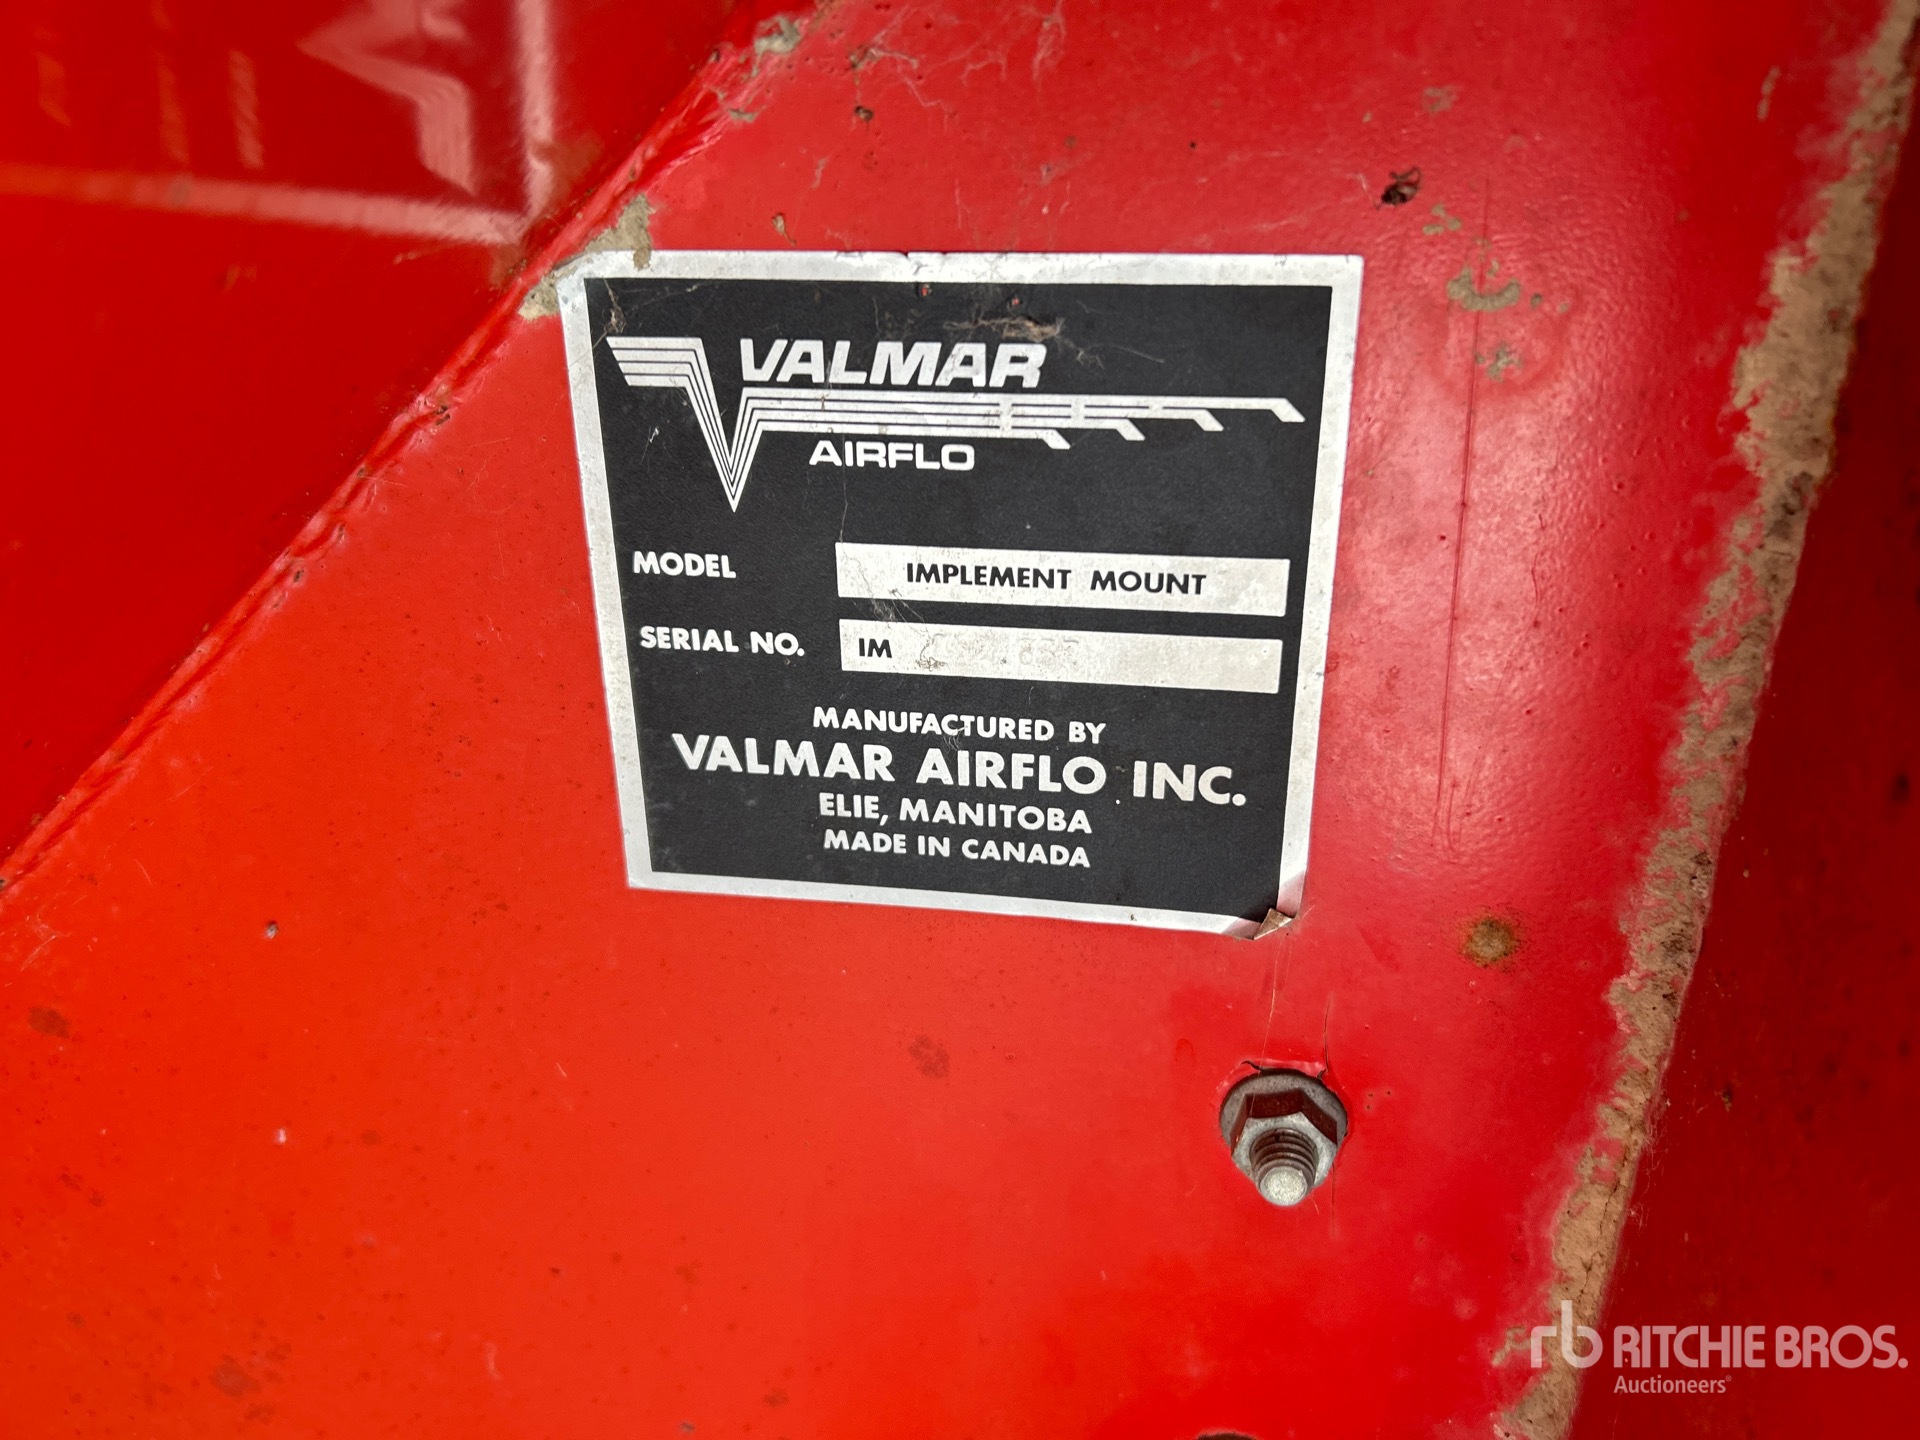 VALMAR
AIRFLO
MODEL IMPLEMENT MOUNT
SERIAL NO. IM
MANUFACTURED BY
VALMAR AIRFLO INC.
ELIE, MANITOBA
MADE IN CANADA
rb RITCHIE BROS.
Auctioneers